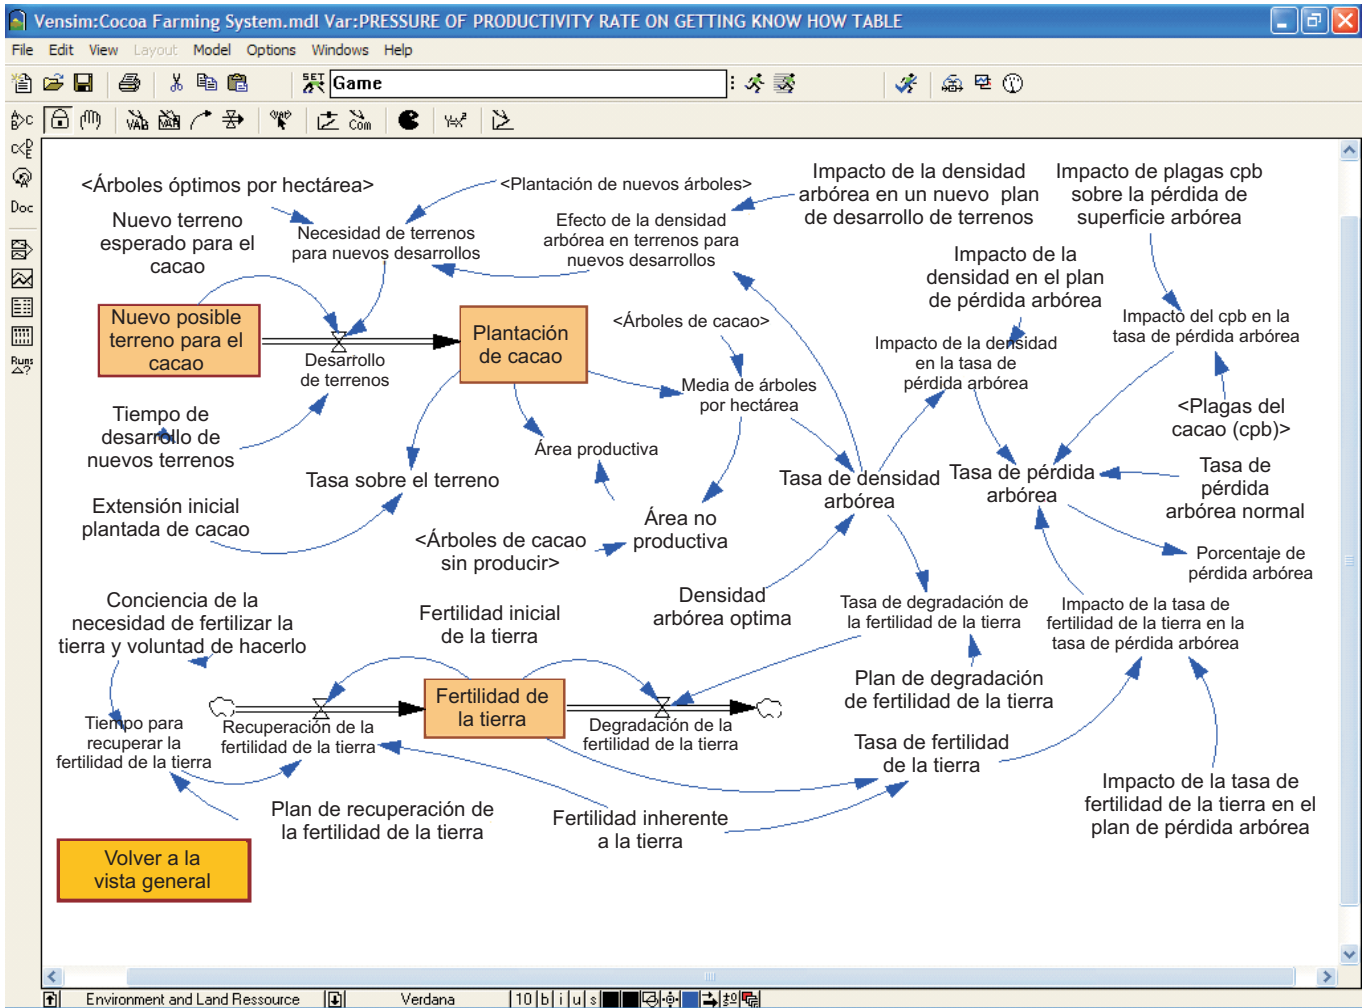 Vensim:Cocoa Farming System.mdl Var:PRESSURE OF PRODUCTIVITY RATE ON GETTING KNOW HOW TABLE
File Edit View Layout Model Options Windows Help
SET Game
Doc
Runs
<Árboles óptimos por hectárea>
<Plantación de nuevos árboles>
Impacto de la densidad
arbórea en un nuevo plan
de desarrollo de terrenos
Impacto de plagas cpb
sobre la pérdida de
superficie arbórea
Nuevo terreno
esperado para el
cacao
Necesidad de terrenos
para nuevos desarrollos
Efecto de la densidad
arbórea en terrenos para
nuevos desarrollos
Impacto de la
densidad en el plan
de pérdida arbórea
Nuevo posible
terreno para el
cacao
Desarrollo
de terrenos
Plantación
de cacao
<Árboles de cacao>
Impacto de la densidad
en la tasa de
pérdida arbórea
Impacto del cpb en la
tasa de pérdida arbórea
Media de árboles
por hectárea
<Plagas del
cacao (cpb)>
Tiempo de
desarrollo de
nuevos terrenos
Área productiva
Tasa sobre el terreno
Tasa de densidad
arbórea
Tasa de pérdida
arbórea
Tasa de
pérdida
arbórea normal
Extensión inicial
plantada de cacao
Área no
productiva
<Árboles de cacao
sin producir>
Porcentaje de
pérdida arbórea
Conciencia de la
necesidad de fertilizar la
tierra y voluntad de hacerlo
Fertilidad inicial
de la tierra
Densidad
arbórea optima
Tasa de degradación de
la fertilidad de la tierra
Impacto de la tasa de
fertilidad de la tierra en la
tasa de pérdida arbórea
Plan de degradación
de fertilidad de la tierra
Fertilidad de
la tierra
Tiempo para
recuperar la
fertilidad de la tierra
Recuperación de la
fertilidad de la tierra
Degradación de la
fertilidad de la tierra
Tasa de fertilidad
de la tierra
Impacto de la tasa de
fertilidad de la tierra en el
plan de pérdida arbórea
Plan de recuperación de
la fertilidad de la tierra
Fertilidad inherente
a la tierra
Volver a la
vista general
Environment and Land Ressource Verdana 10 b i u s